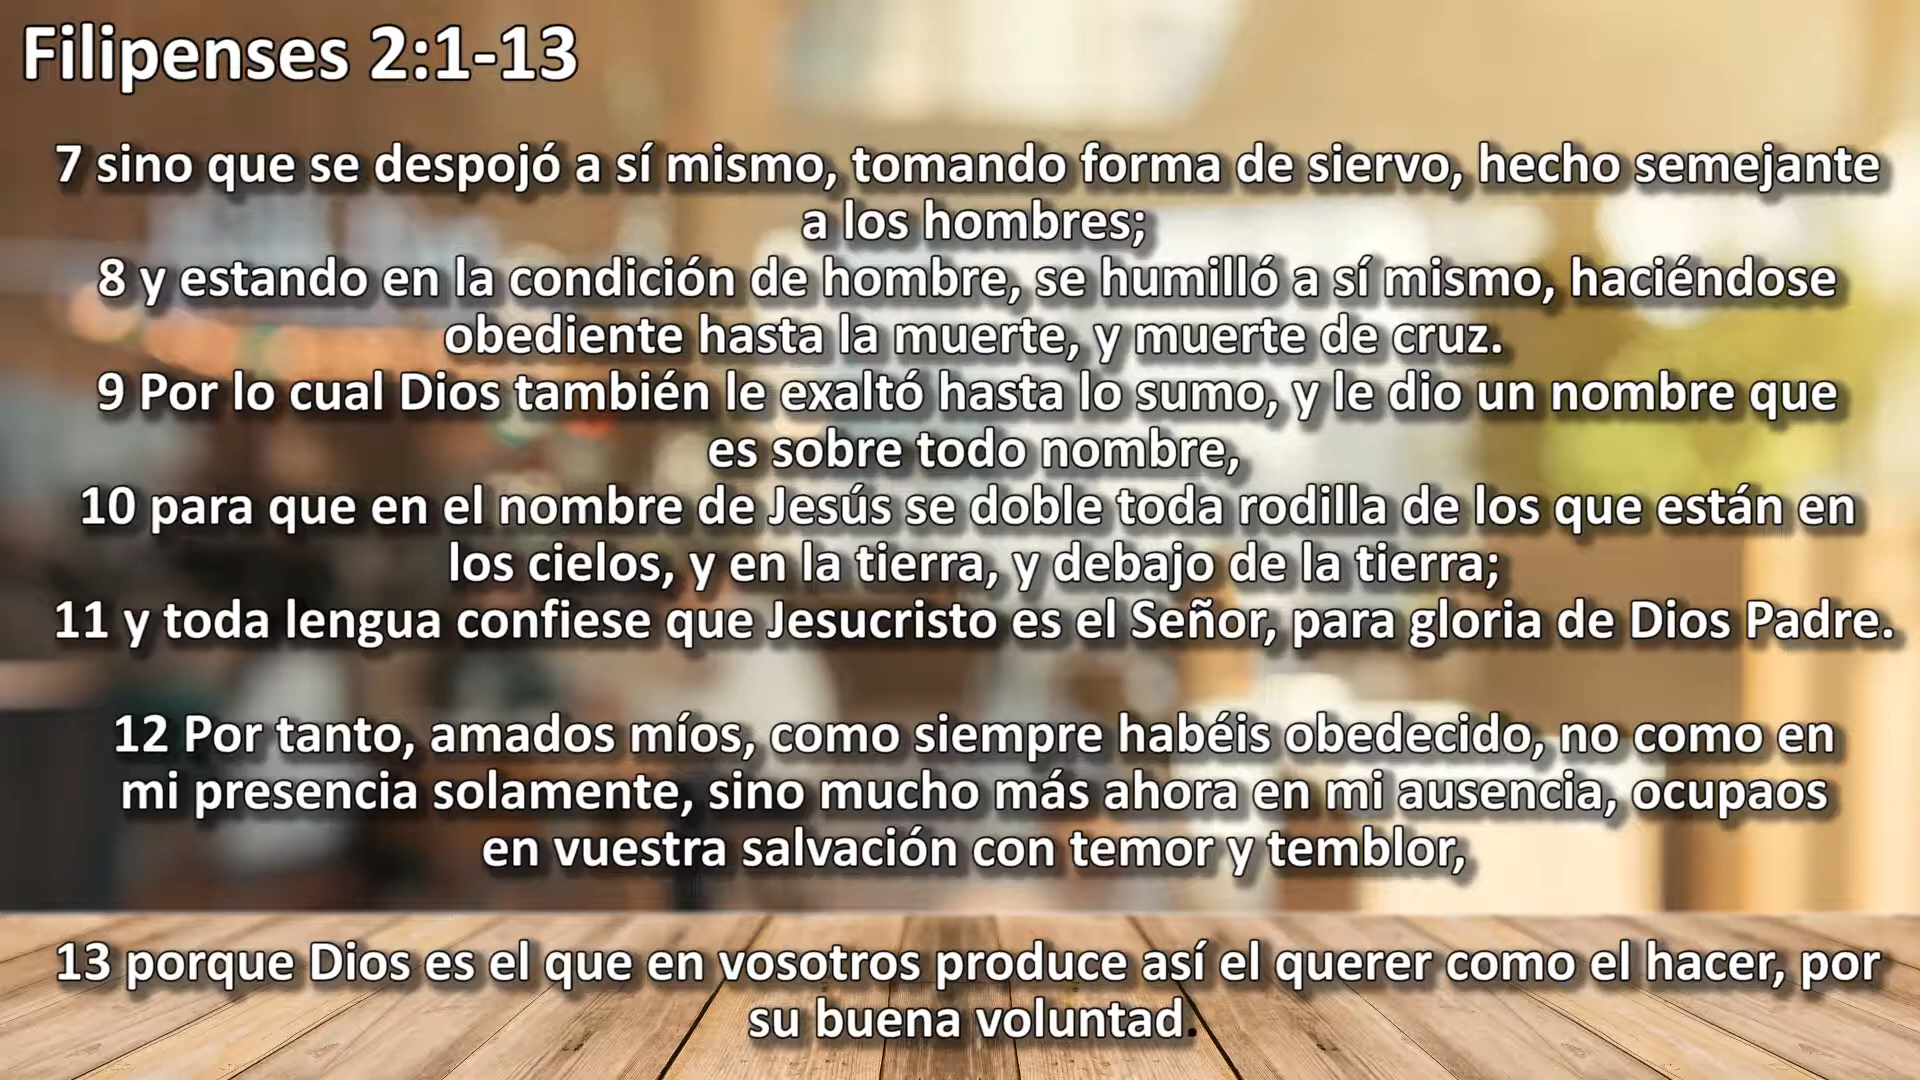 Filipenses 2:1-13
7 sino que se despojó a sí mismo, tomando forma de siervo, hecho semejante
a los hombres;
8 y estando en la condición de hombre, se humilló a sí mismo, haciéndose
obediente hasta la muerte, y muerte de cruz.
9 Por lo cual Dios también le exaltó hasta lo sumo, y le dio un nombre que
es sobre todo nombre,
10 para que en el nombre de Jesús se doble toda rodilla de los que están en
los cielos, y en la tierra, y debajo de la tierra;
11 y toda lengua confiese que Jesucristo es el Señor, para gloria de Dios Padre.
12 Por tanto, amados míos, como siempre habéis obedecido, no como en
mi presencia solamente, sino mucho más ahora en mi ausencia, ocupaos
en vuestra salvación con temor y temblor,
13 porque Dios es el que en vosotros produce así el querer como el hacer, por
su buena voluntad.